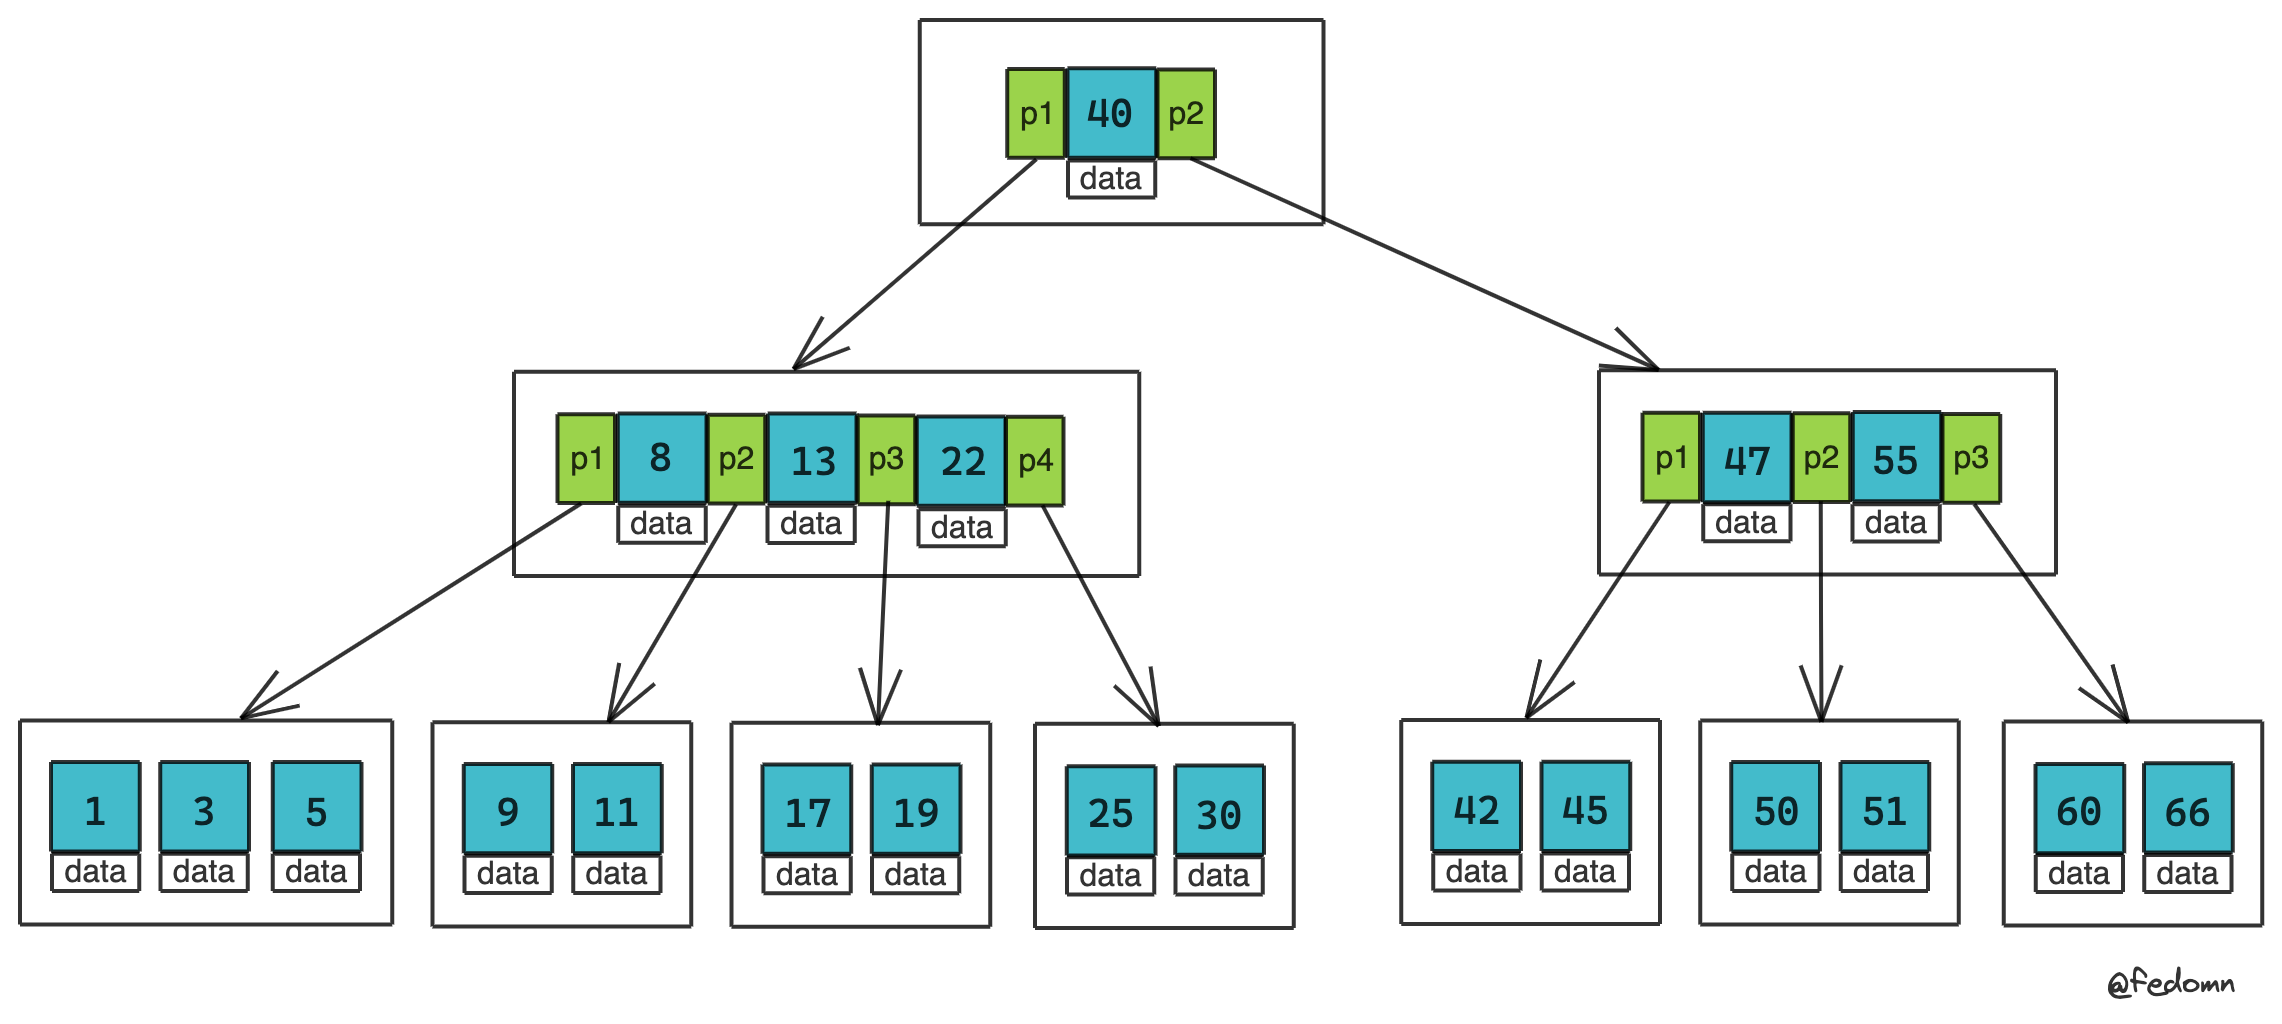 p1 40 p2
data
p1 8 p2 13 p3 22 p4
data data data
p1 47 p2 55 p3
data data
1 3 5
data data data
9 11
data data
17 19
data data
25 30
data data
42 45
data data
50 51
data data
60 66
data data
@fedomn